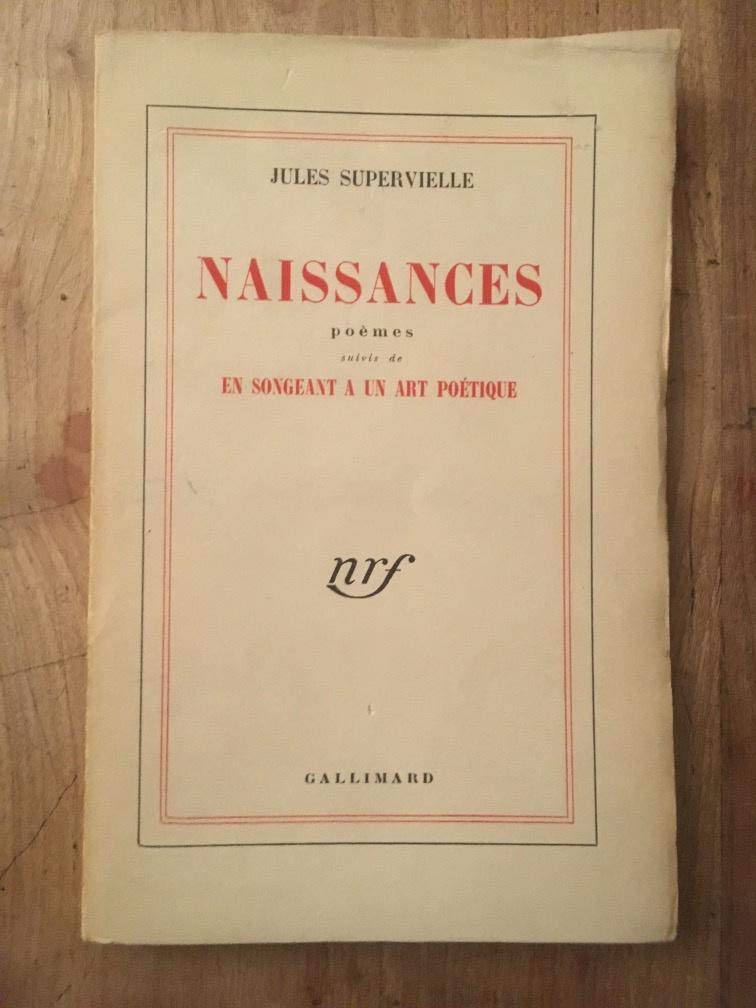 JULES SUPERVIELLE
NAISSANCES
poèmes
suivis de
EN SONGEANT A UN ART POÉTIQUE
nrf
GALLIMARD